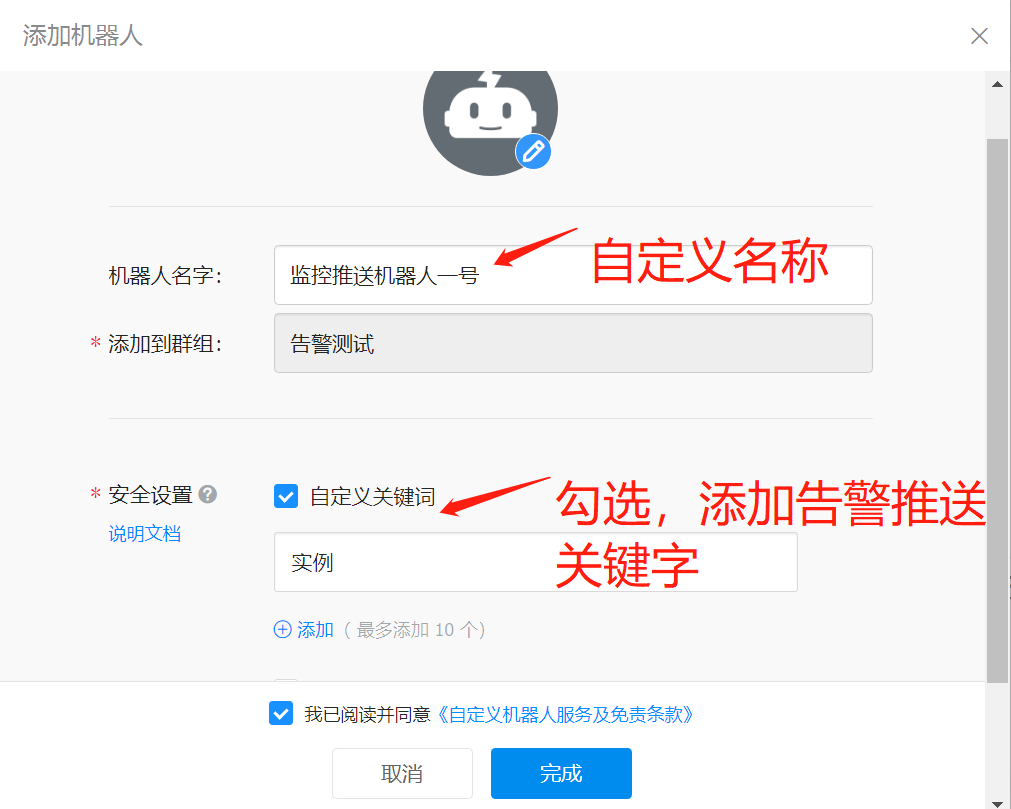 添加机器人
机器人名字:
监控推送机器人一号
自定义名称
* 添加到群组:
告警测试
* 安全设置 ?
自定义关键词
勾选，添加告警推送
关键字
说明文档
实例
添加（ 最多添加 10 个）
我已阅读并同意《自定义机器人服务及免责条款》
取消
完成